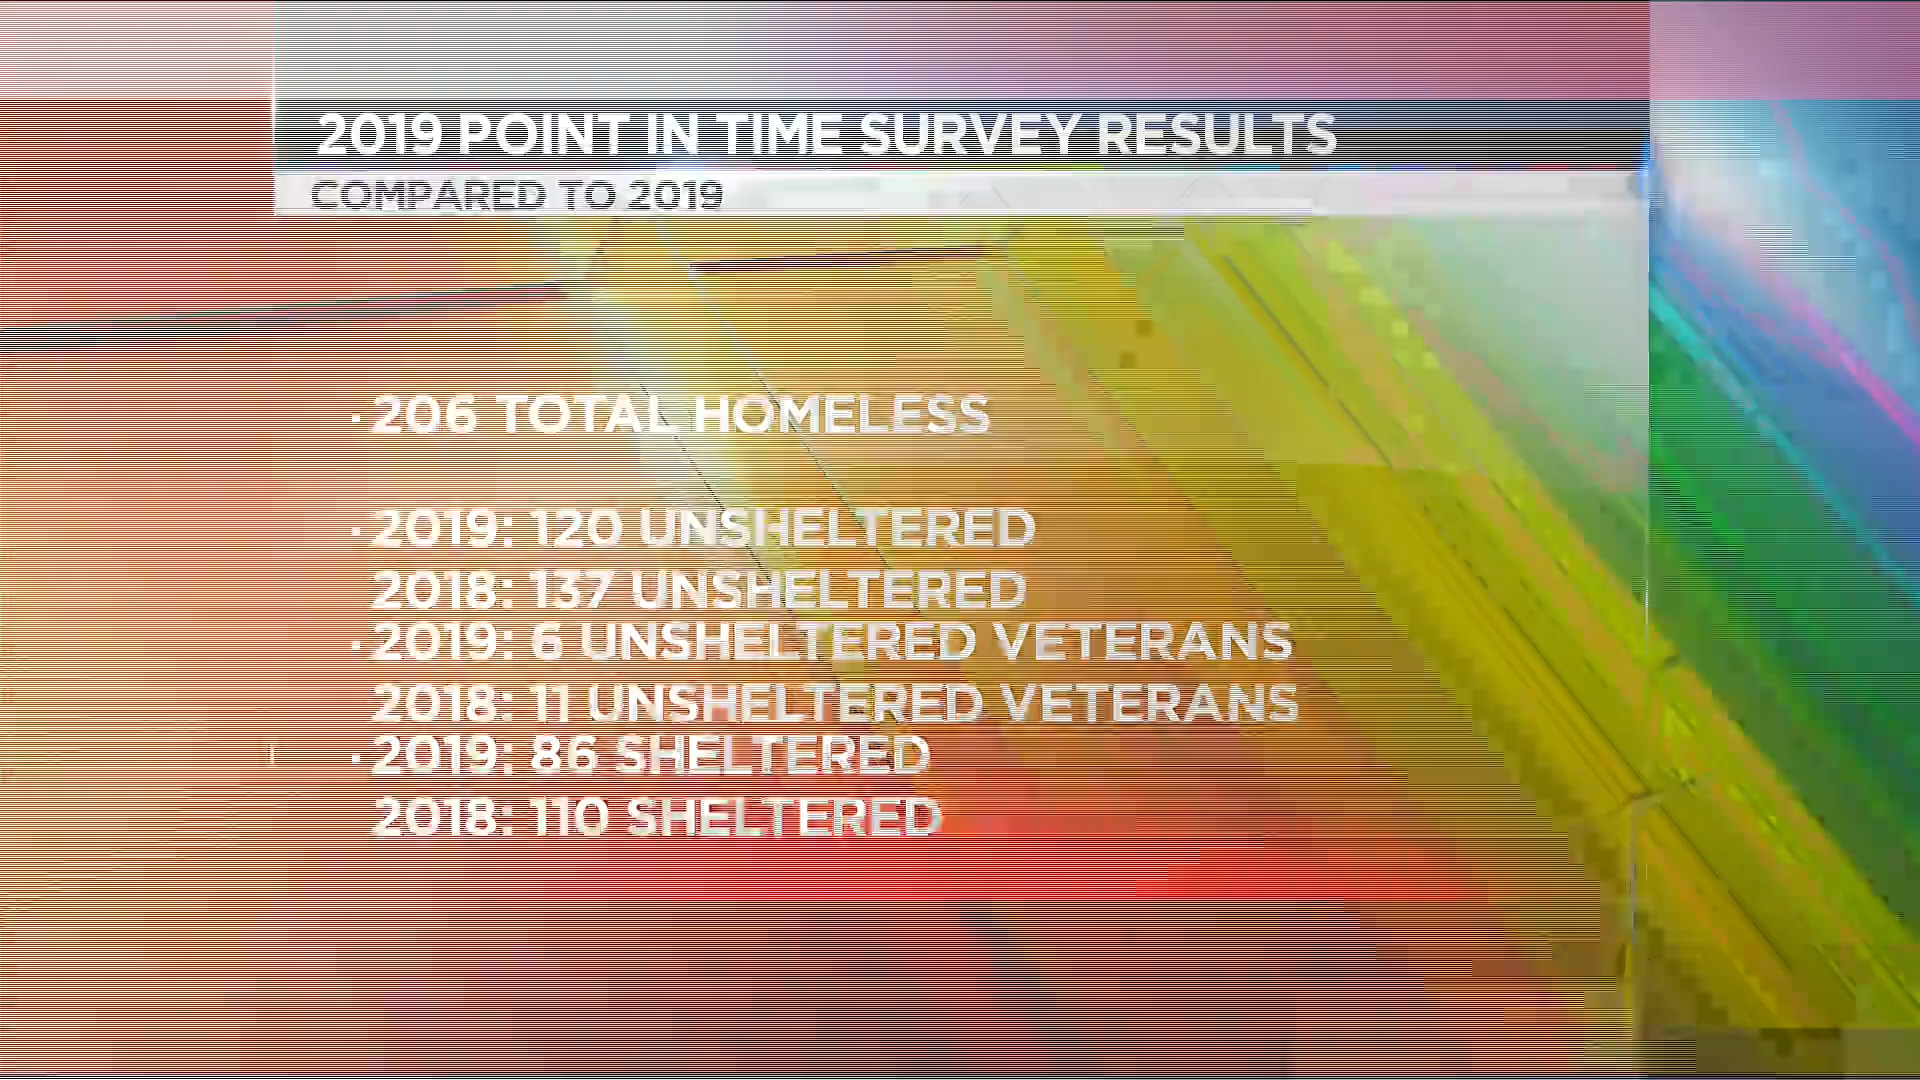 2019 POINT IN TIME SURVEY RESULTS
COMPARED TO 2019
· 206 TOTAL HOMELESS
· 2019: 120 UNSHELTERED
2018: 137 UNSHELTERED
· 2019: 6 UNSHELTERED VETERANS
2018: 11 UNSHELTERED VETERANS
· 2019: 86 SHELTERED
2018: 110 SHELTERED